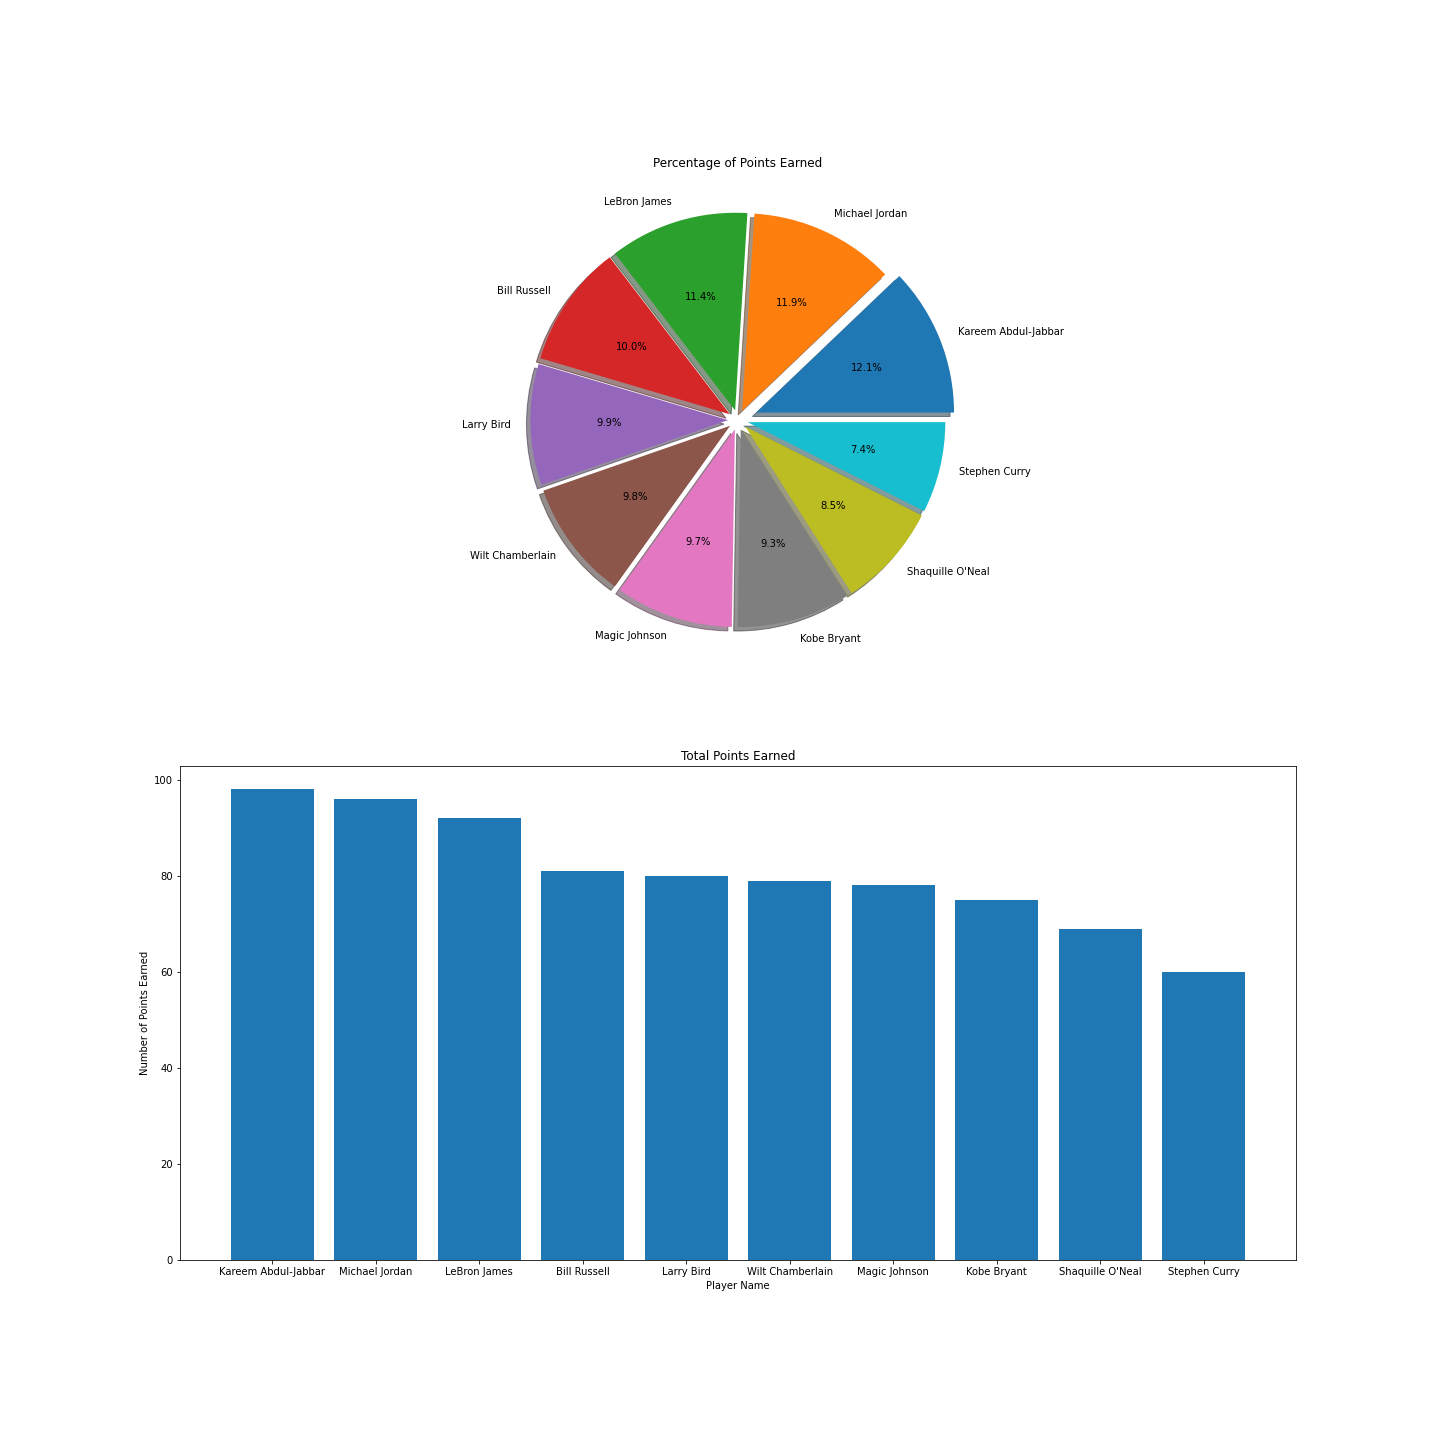 Percentage of Points Earned
LeBron James
Michael Jordan
Bill Russell
Kareem Abdul-Jabbar
11.4%
11.9%
10.0%
12.1%
Larry Bird
9.9%
7.4%
Stephen Curry
9.8%
8.5%
Wilt Chamberlain
9.7%
9.3%
Shaquille O'Neal
Magic Johnson
Kobe Bryant
Total Points Earned
100
80
60
40
20
0
Number of Points Earned
Kareem Abdul-Jabbar Michael Jordan LeBron James Bill Russell Larry Bird Wilt Chamberlain Magic Johnson Kobe Bryant Shaquille O'Neal Stephen Curry
Player Name